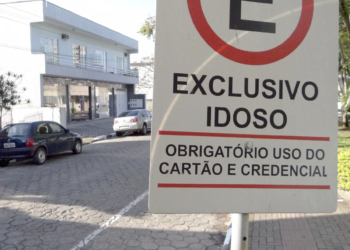 E
EXCLUSIVO
IDOSO
OBRIGATÓRIO USO DO
CARTÃO E CREDENCIAL